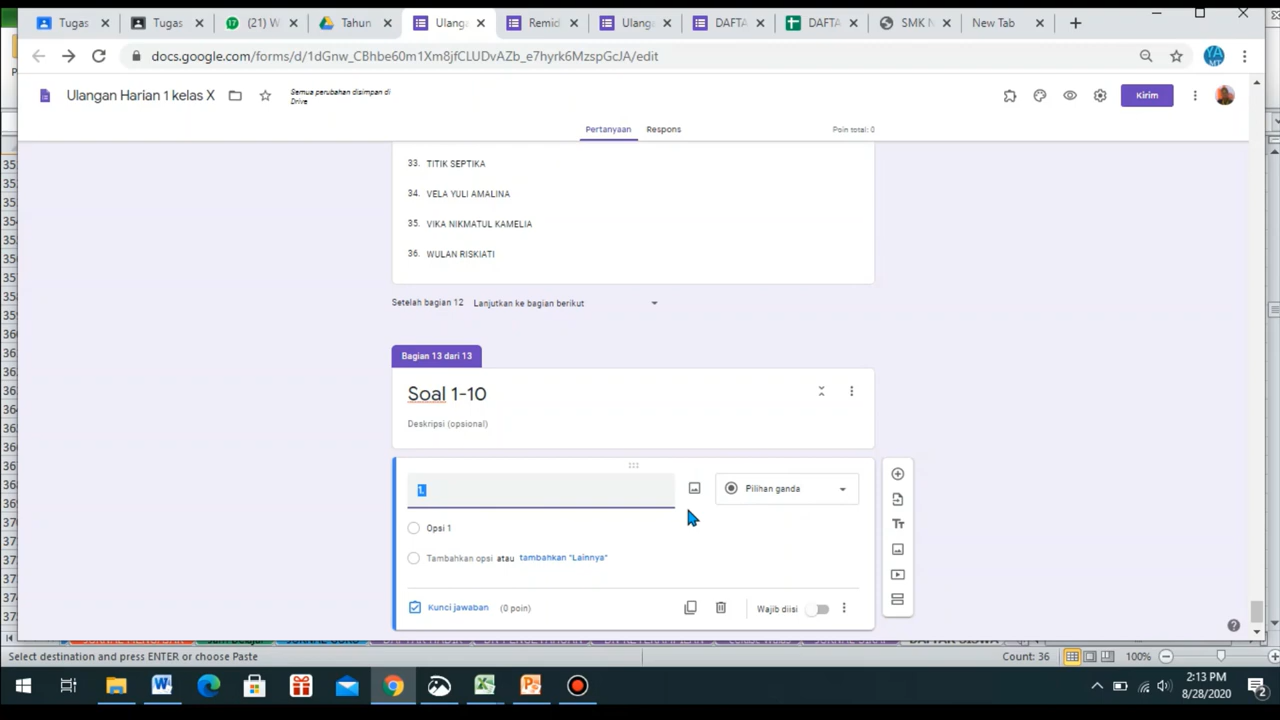 Tugas
Tugas
(21) W
Tahun
Ulanga
Remid
Ulang
DAFTA
DAFTA
SMK M
New Tab
docs.google.com/forms/d/1dGnw_CBhbe60m1Xm8jfCLUDvAZb_e7hyrk6MzspGcJA/edit
Ulangan Harian 1 kelas X
Semua perubahan disimpan di
Drive
Kirim
Pertanyaan
Respons
Poin total: 0
33. TITIK SEPTIKA
34. VELA YULI AMALINA
35. VIKA NIKMATUL KAMELIA
36. WULAN RISKIATI
Setelah bagian 12 Lanjutkan ke bagian berikut
Bagian 13 dari 13
Soal 1-10
Deskripsi (opsional)
1.
Pilihan ganda
Opsi 1
Tambahkan opsi atau tambahkan "Lainnya"
Kunci jawaban (0 poin)
Wajib diisi
DAFTAR SISWA
Select destination and press ENTER or choose Paste
Count: 36
100%
2:13 PM
8/28/2020
2